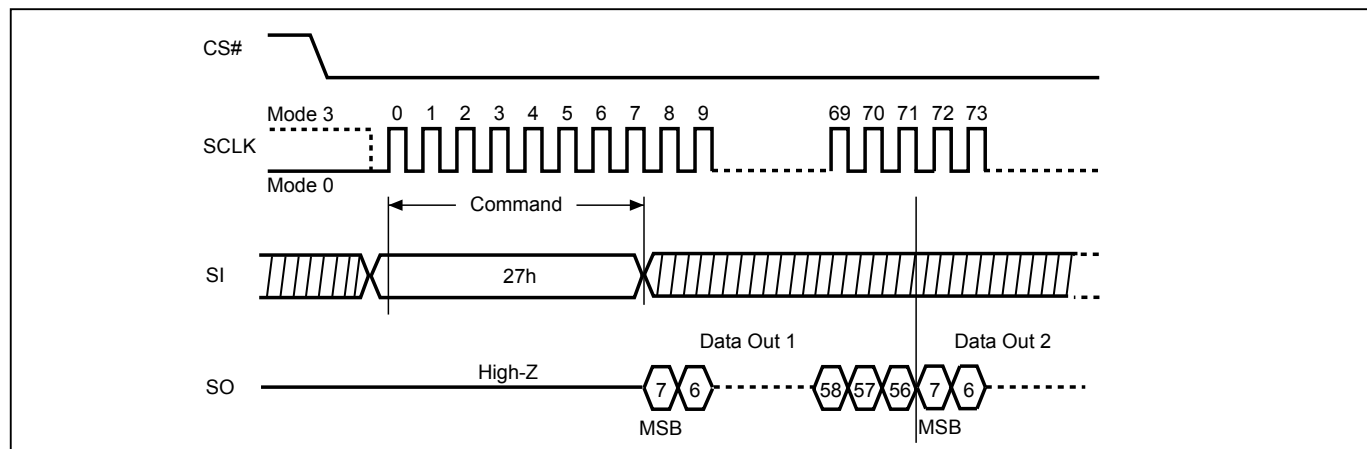 CS#
Mode 3 0 1 2 3 4 5 6 7 8 9 69 70 71 72 73
SCLK
Mode 0
Command
SI 27h
Data Out 1 Data Out 2
High-Z
SO 7 6 58 57 56 7 6
MSB MSB